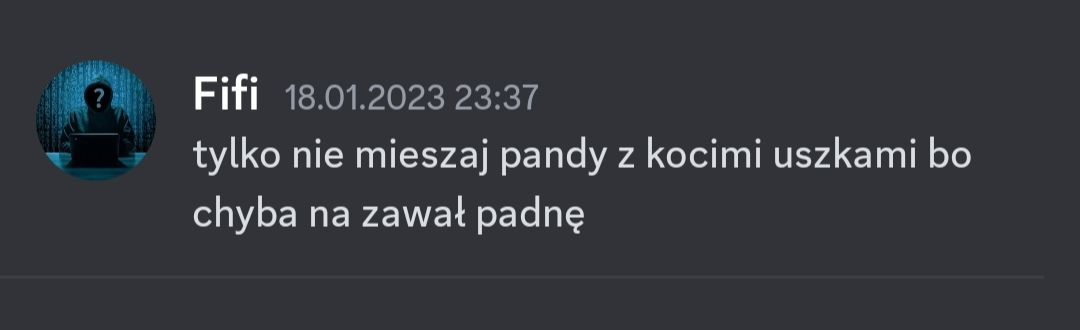 Fifi 18.01.2023 23:37
tylko nie mieszaj pandy z kocimi uszkami bo
chyba na zawał padnę
?